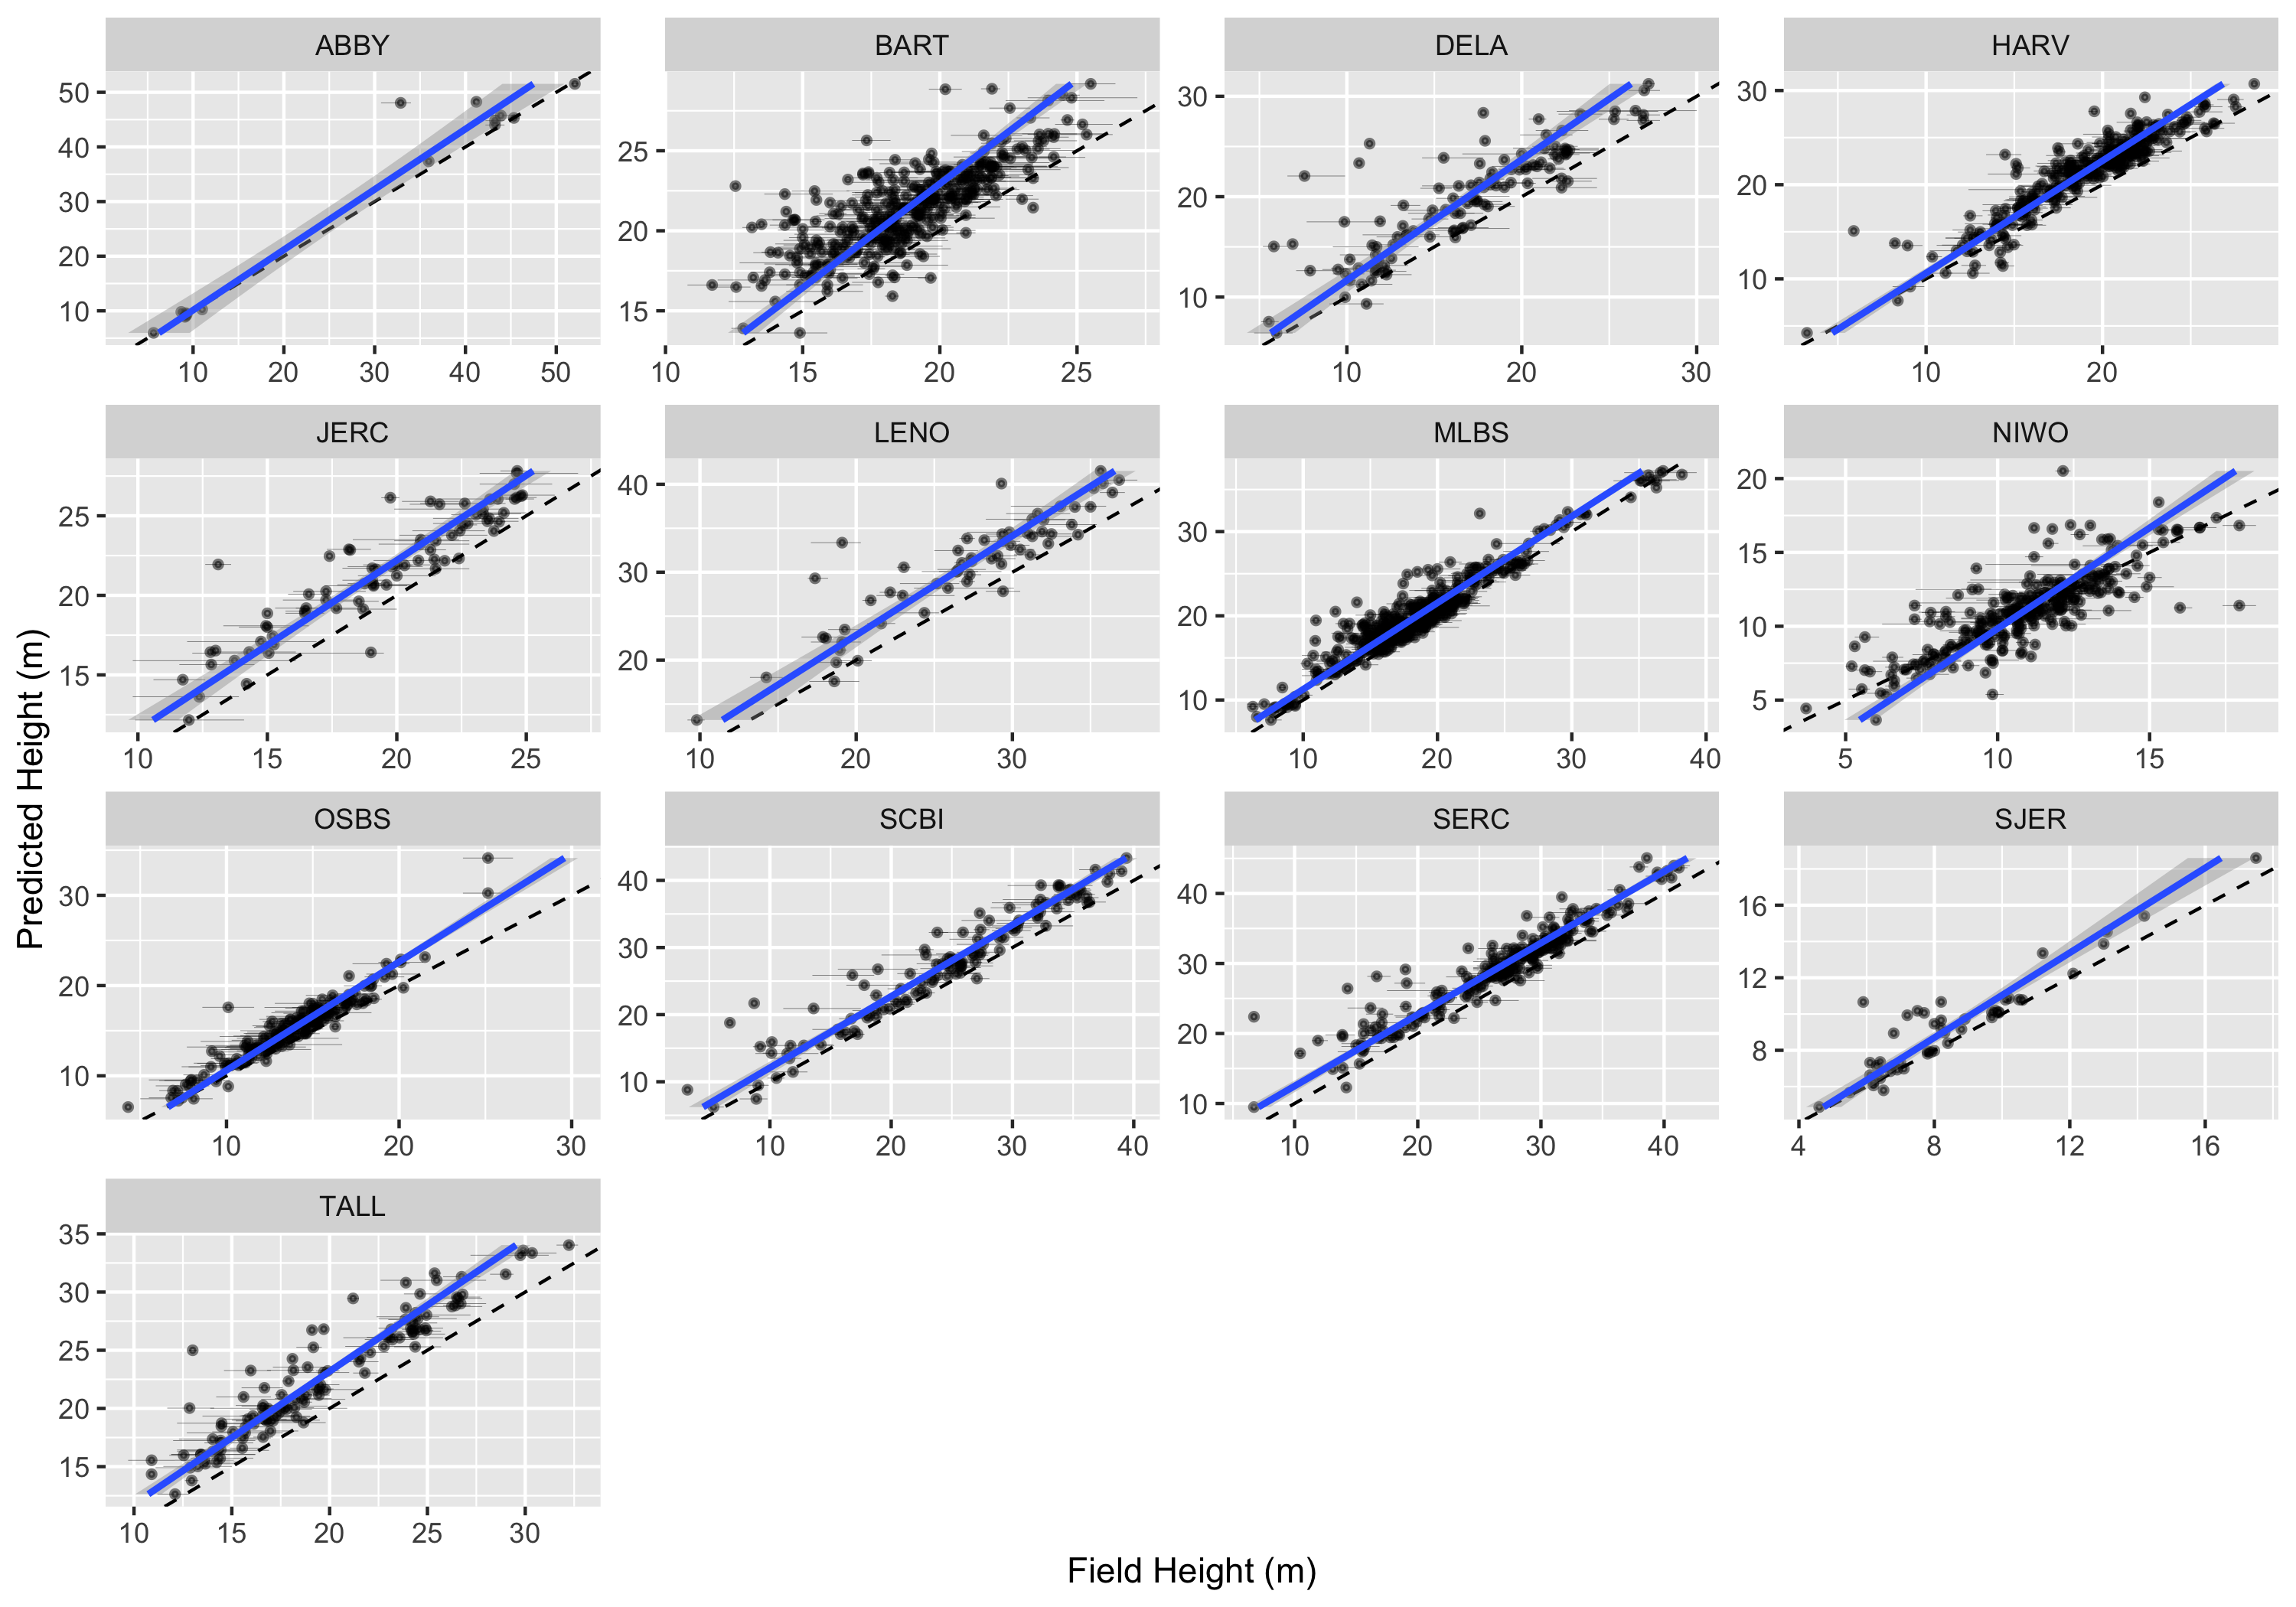 ABBY BART DELA HARV
50 40 30 20 10
25 20 15
30 20 10
30 20 10
10 20 30 40 50
10 15 20 25
10 20 30
10 20
JERC LENO MLBS NIWO
25 20 15
40 30 20
30 20 10
20 15 10 5
10 15 20 25
10 20 30
10 20 30 40
5 10 15
Predicted Height (m)
OSBS SCBI SERC SJER
30 20 10
40 30 20 10
40 30 20 10
16 12 8
10 20 30
10 20 30 40
10 20 30 40
4 8 12 16
TALL
35 30 25 20 15
10 15 20 25 30
Field Height (m)